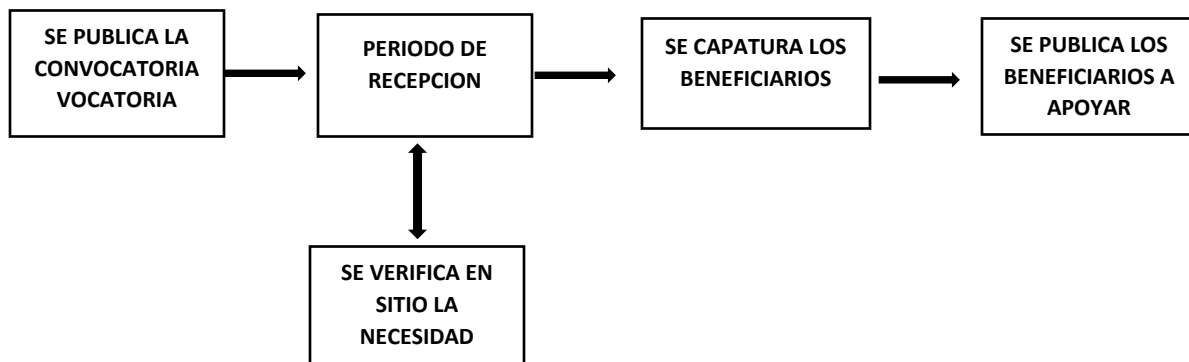 SE PUBLICA LA
CONVOCATORIA
VOCATORIA
PERIODO DE
RECEPCION
SE CAPATURA LOS
BENEFICIARIOS
SE PUBLICA LOS
BENEFICIARIOS A
APOYAR
SE VERIFICA EN
SITIO LA
NECESIDAD